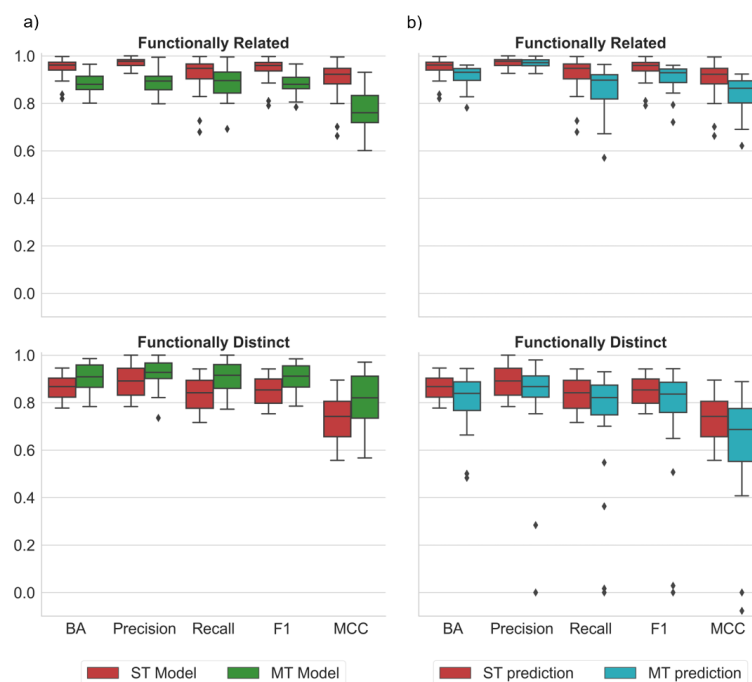 a)
Functionally Related
1.0
0.8
0.6
0.4
0.2
0.0
Functionally Distinct
1.0
0.8
0.6
0.4
0.2
0.0
BA Precision Recall F1 MCC
ST Model MT Model
b)
Functionally Related
Functionally Distinct
BA Precision Recall F1 MCC
ST prediction MT prediction